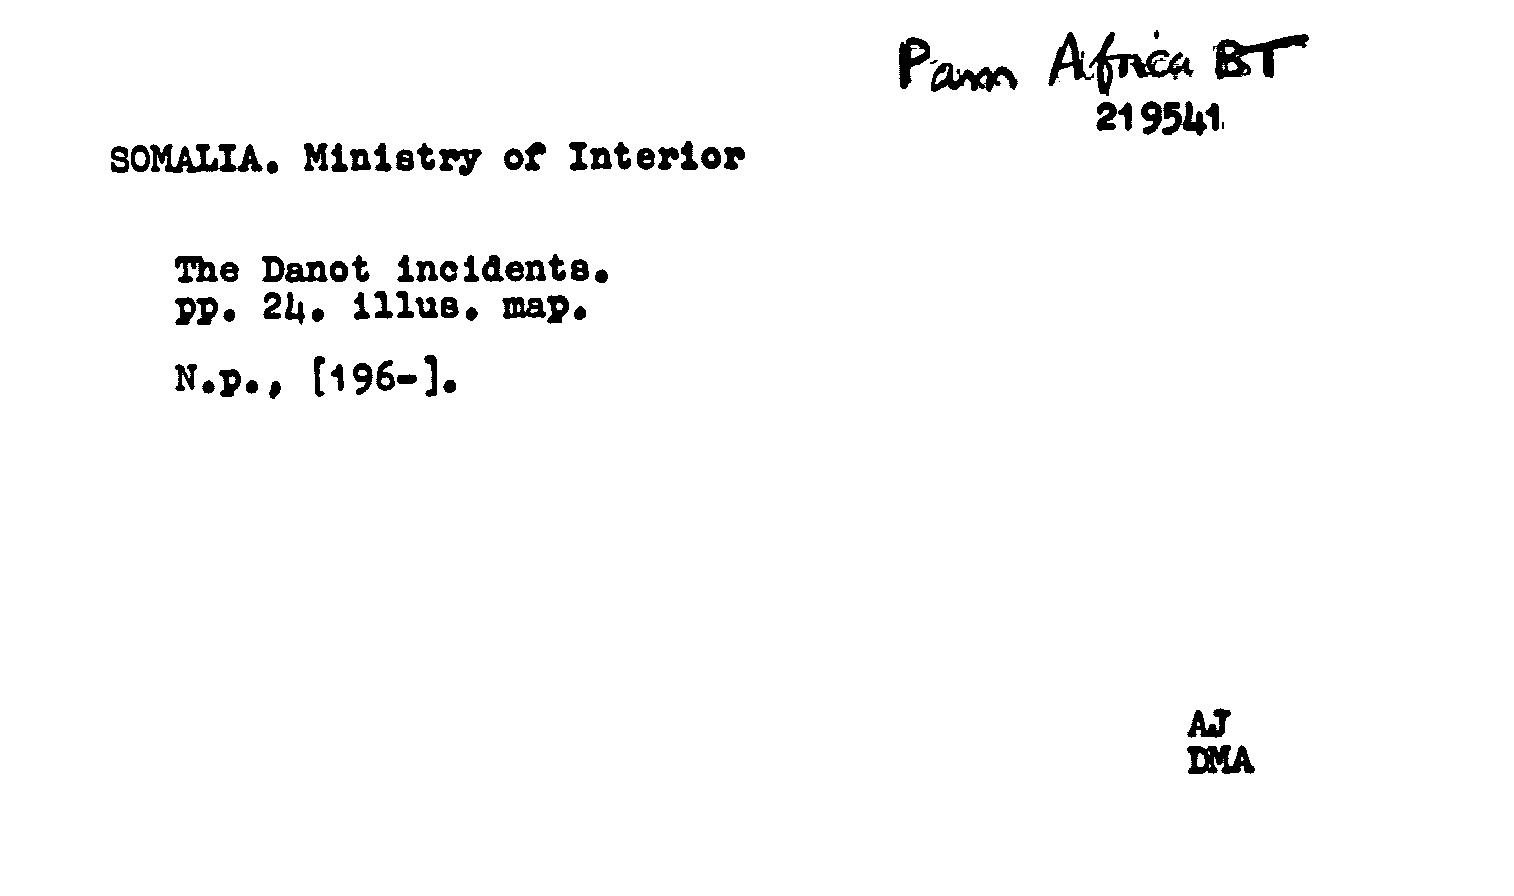 Pam Africa BT
219541
SOMALIA. Ministry of Interior
The Danot incidents.
pp. 24. illus. map.
N.p., [196-].
AJ
DMA